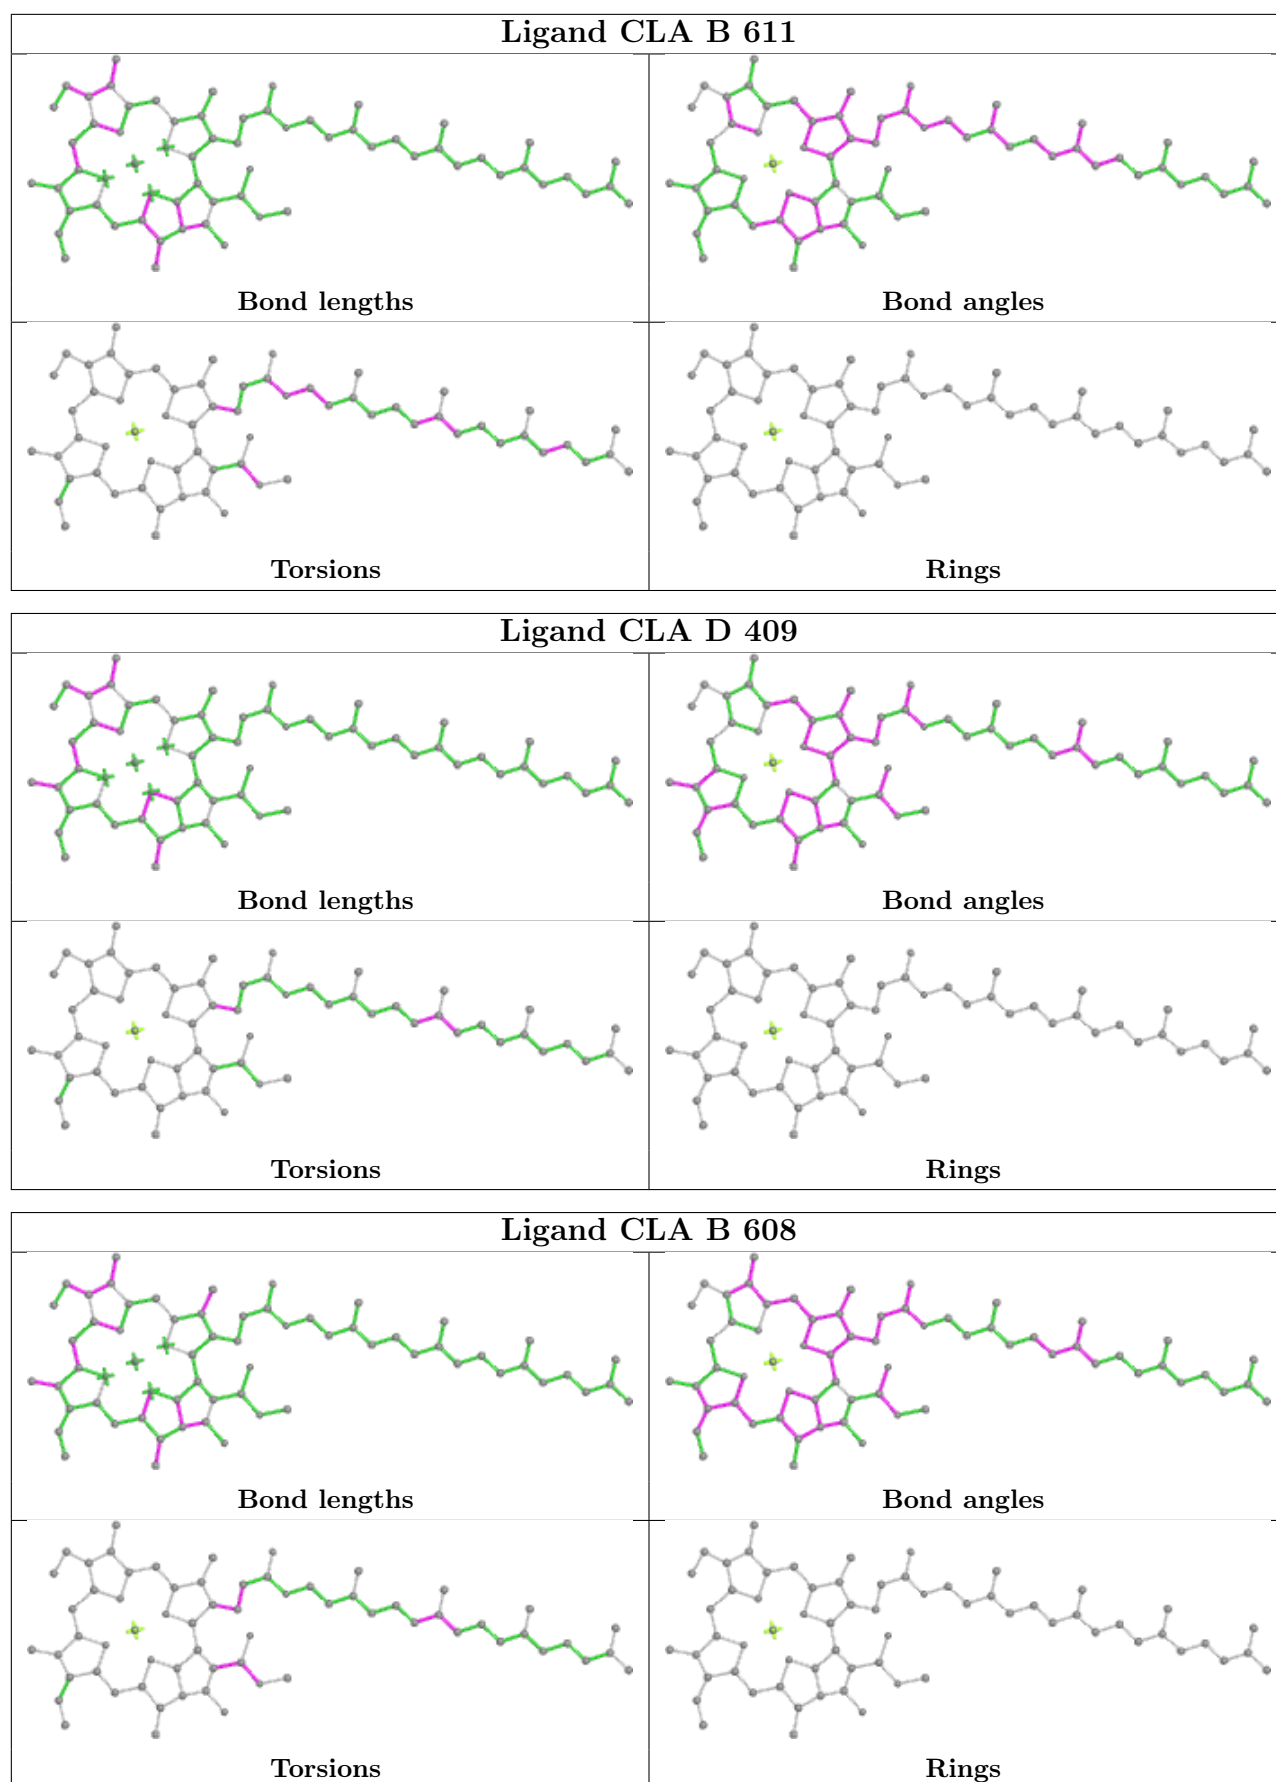 Ligand CLA B 611
Bond lengths
Bond angles
Torsions
Rings
Ligand CLA D 409
Bond lengths
Bond angles
Torsions
Rings
Ligand CLA B 608
Bond lengths
Bond angles
Torsions
Rings